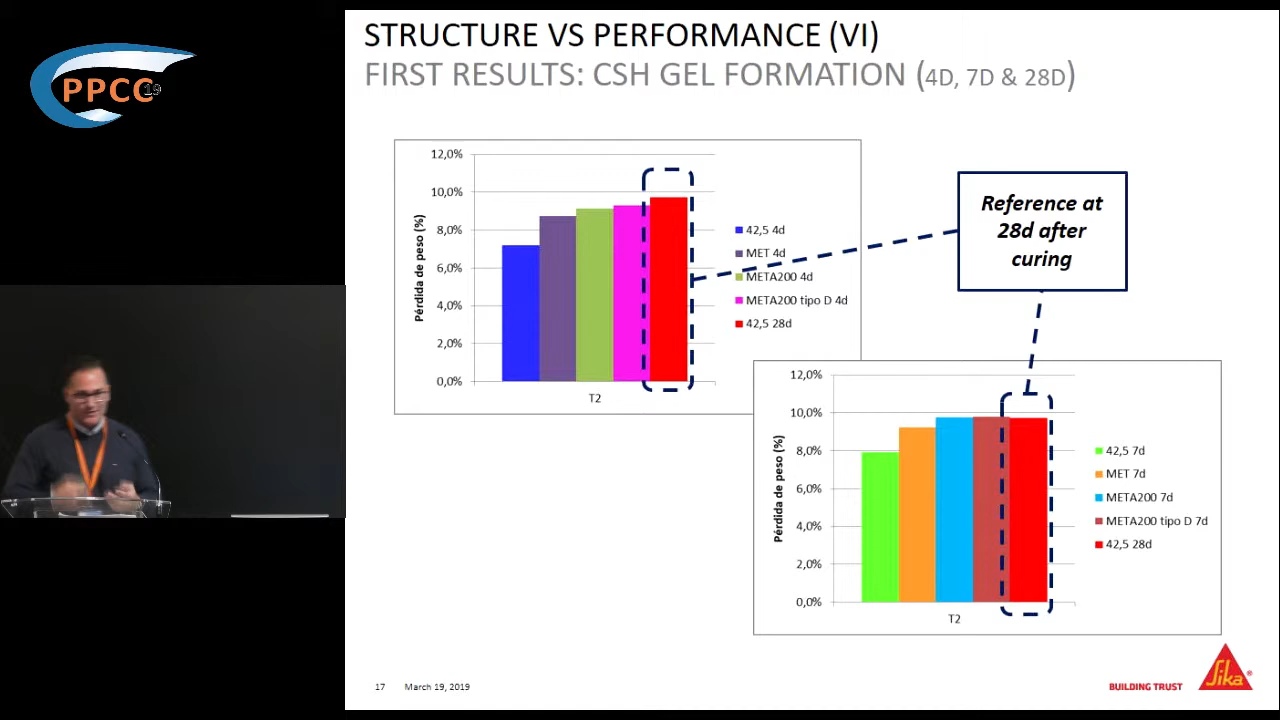 PPCC 19
STRUCTURE VS PERFORMANCE (VI)
FIRST RESULTS: CSH GEL FORMATION (4D, 7D & 28D)
12,0%
10,0%
8,0%
6,0%
4,0%
2,0%
0,0%
Pérdida de peso (%)
T2
42,5 4d
MET 4d
META200 4d
META200 tipo D 4d
42,5 28d
Reference at
28d after
curing
12,0%
10,0%
8,0%
6,0%
4,0%
2,0%
0,0%
Pérdida de peso (%)
T2
42,5 7d
MET 7d
META200 7d
META200 tipo D 7d
42,5 28d
17 March 19, 2019
BUILDING TRUST
Sika